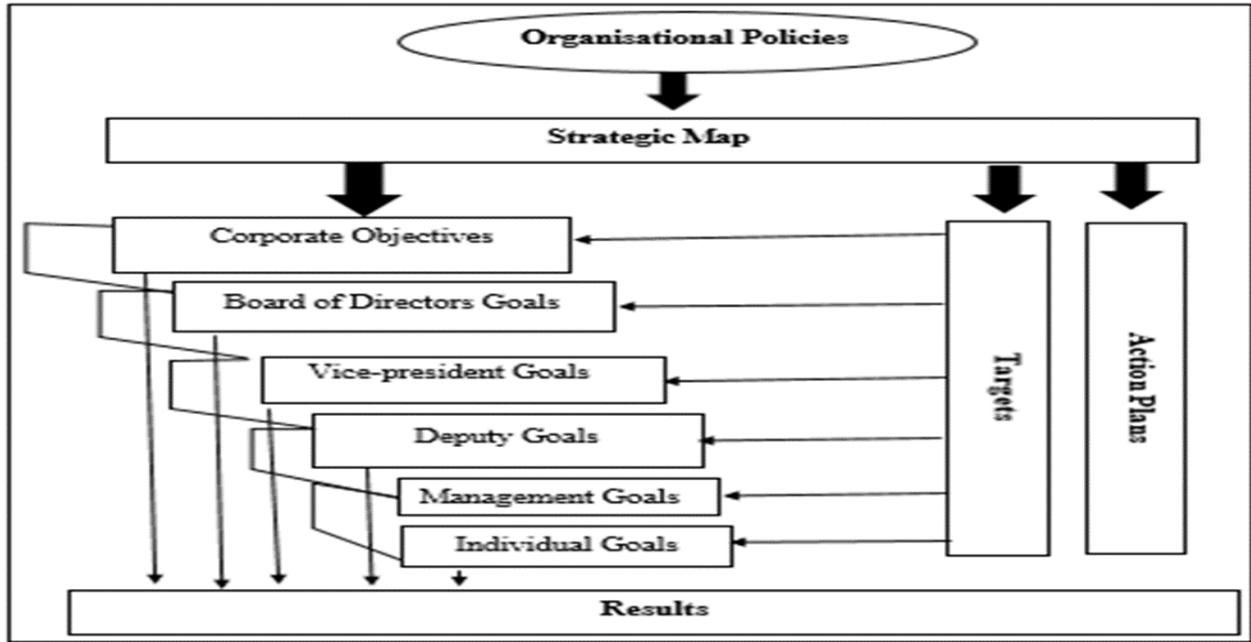 Organisational Policies
Strategic Map
Corporate Objectives
Board of Directors Goals
Vice-president Goals
Deputy Goals
Management Goals
Individual Goals
Targets
Action Plans
Results